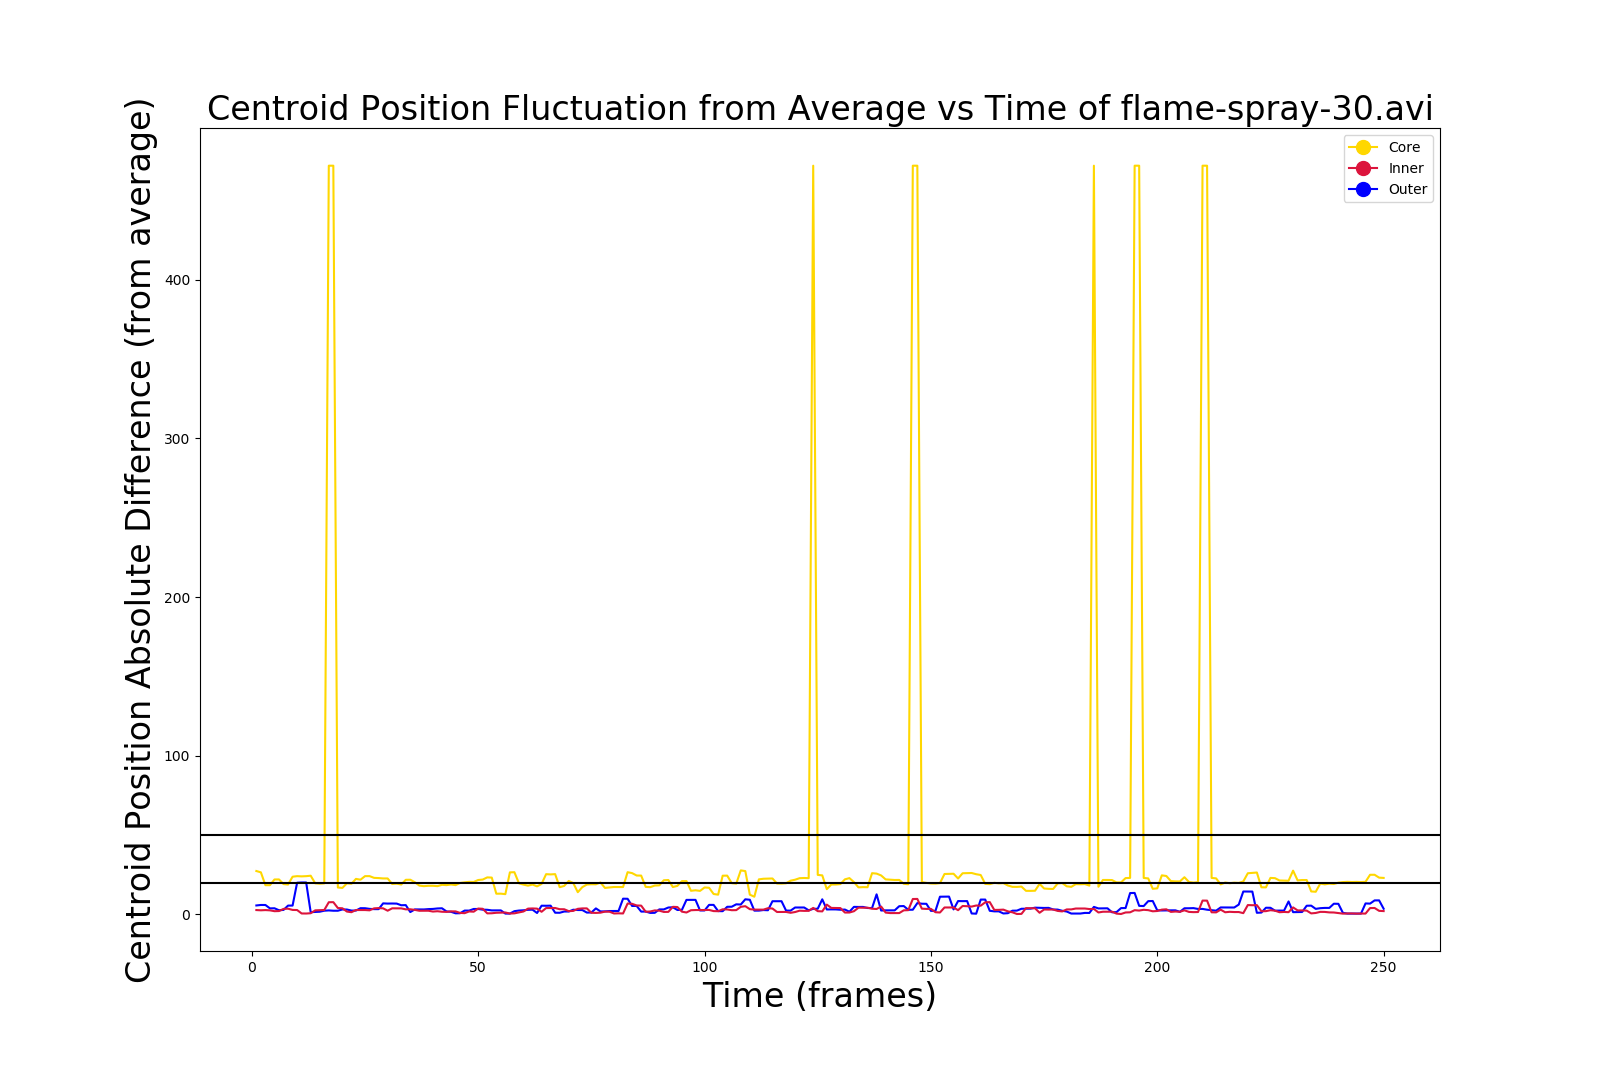 Centroid Position Fluctuation from Average vs Time of flame-spray-30.avi
Centroid Position Absolute Difference (from average)
Core
Inner
Outer
400
300
200
100
0
0 50 100 150 200 250
Time (frames)